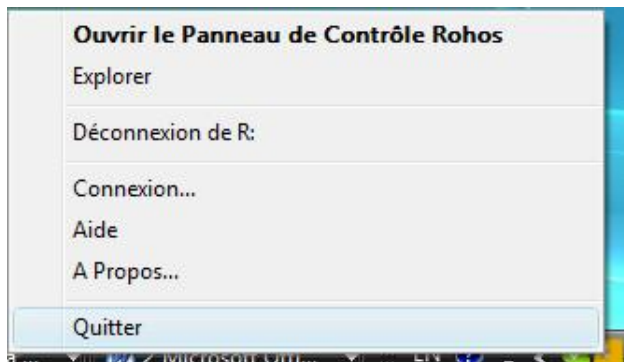 Ouvrir le Panneau de Contrôle Rohos
Explorer
Déconnexion de R:
Connexion...
Aide
A Propos...
Quitter